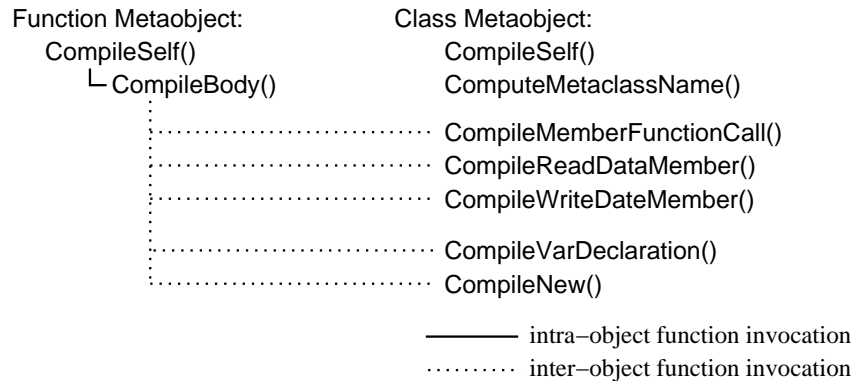 Function Metaobject: Class Metaobject:
CompileSelf() CompileSelf()
CompileBody() ComputeMetaclassName()
CompileMemberFunctionCall()
CompileReadDataMember()
CompileWriteDateMember()
CompileVarDeclaration()
CompileNew()
intra−object function invocation
inter−object function invocation